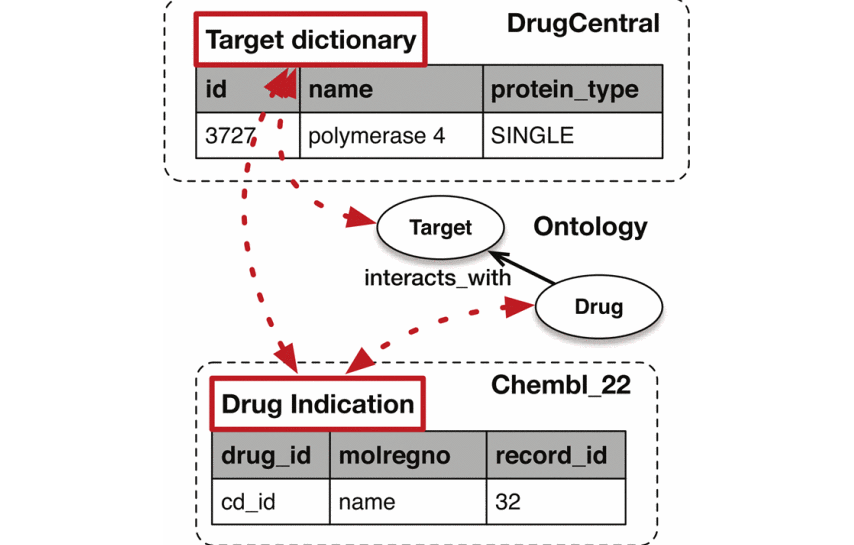 DrugCentral
Target dictionary
id name protein_type
3727 polymerase 4 SINGLE
Target
Ontology
interacts_with
Drug
Chembl_22
Drug Indication
drug_id molregno record_id
cd_id name 32